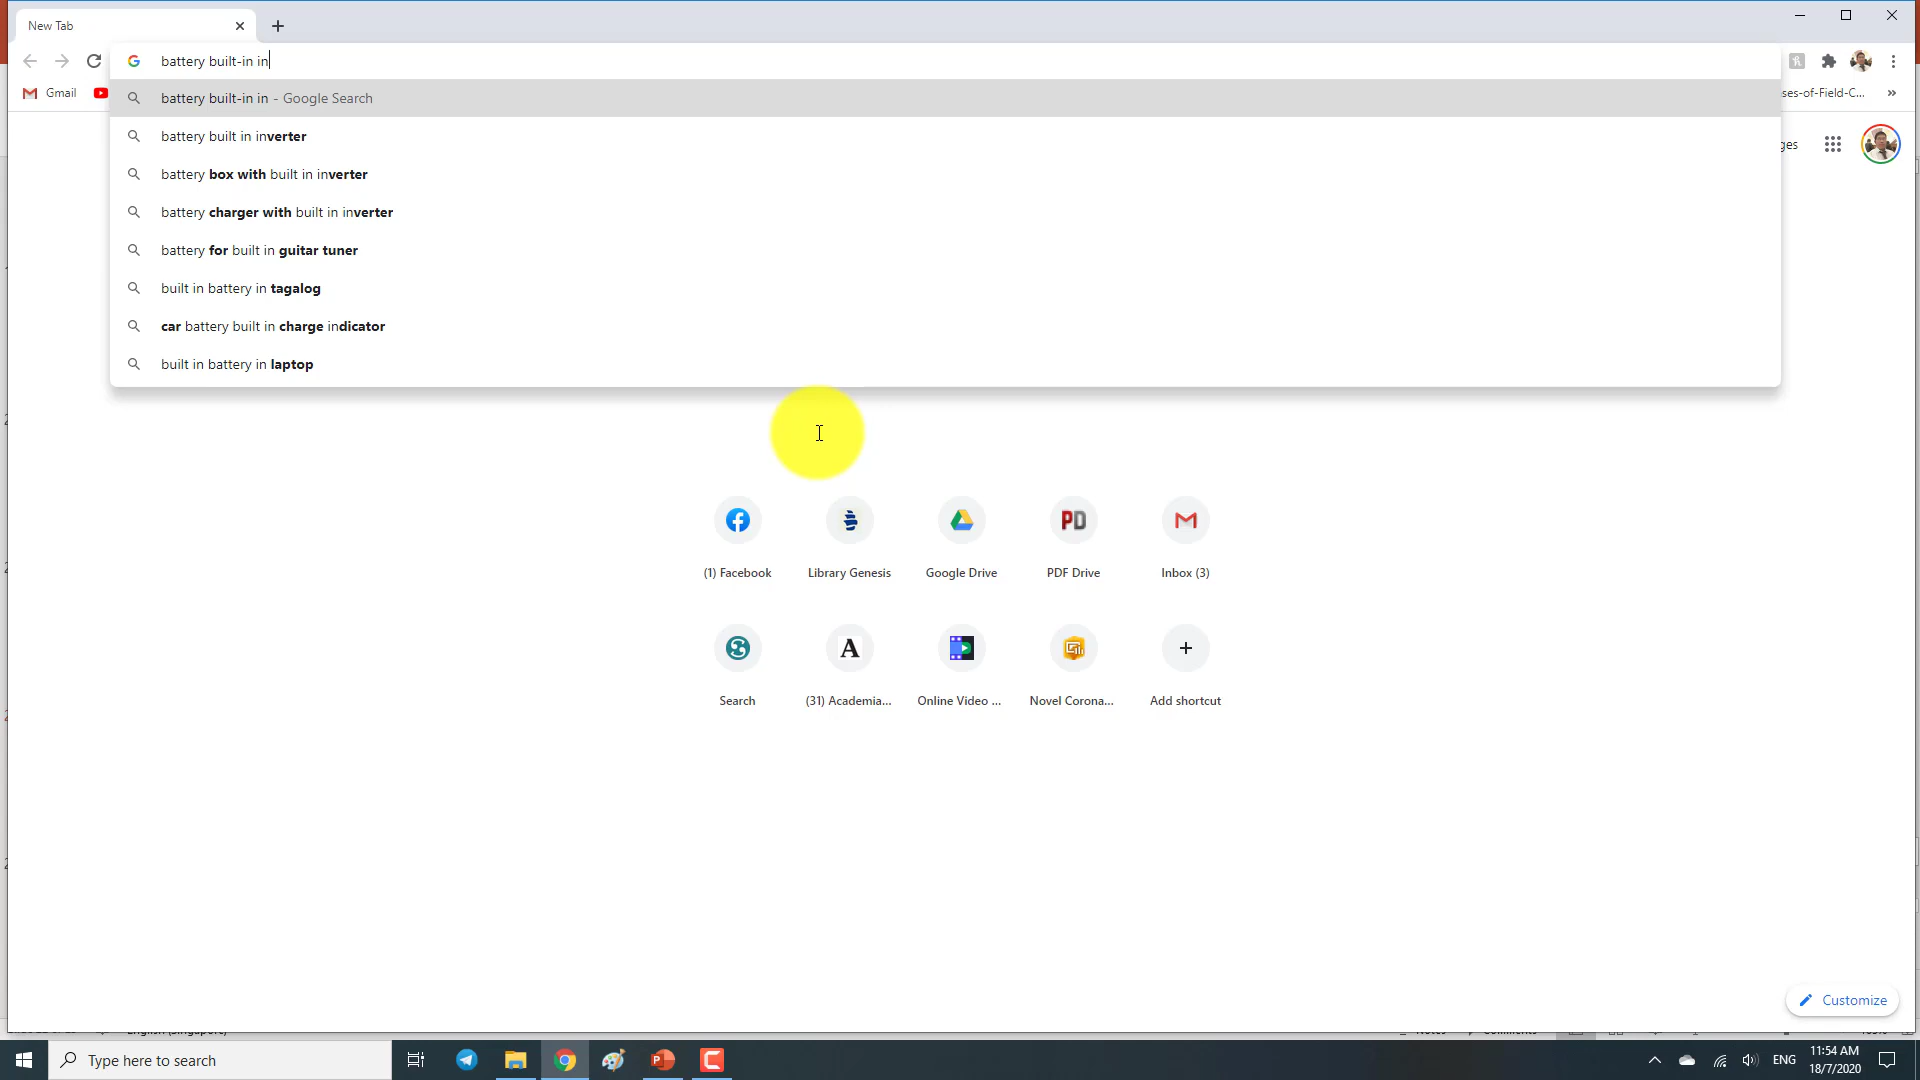 New Tab
battery built-in in
Gmail
ses-of-Field-C...
battery built-in in - Google Search
battery built in inverter
battery box with built in inverter
battery charger with built in inverter
battery for built in guitar tuner
built in battery in tagalog
car battery built in charge indicator
built in battery in laptop
ges
(1) Facebook
Library Genesis
Google Drive
PDF Drive
Inbox (3)
Search
(31) Academia...
Online Video ...
Novel Corona...
Add shortcut
Customize
Type here to search
ENG
11:54 AM
18/7/2020